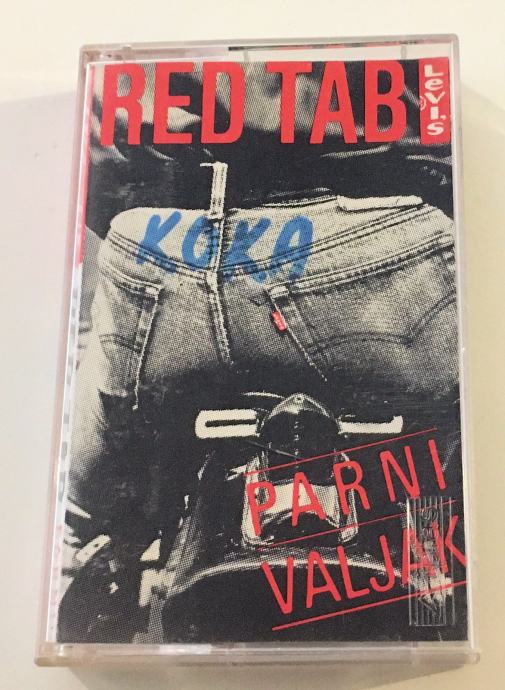 RED TAB
LEVI'S
KOKA
PARNI
VALJAK